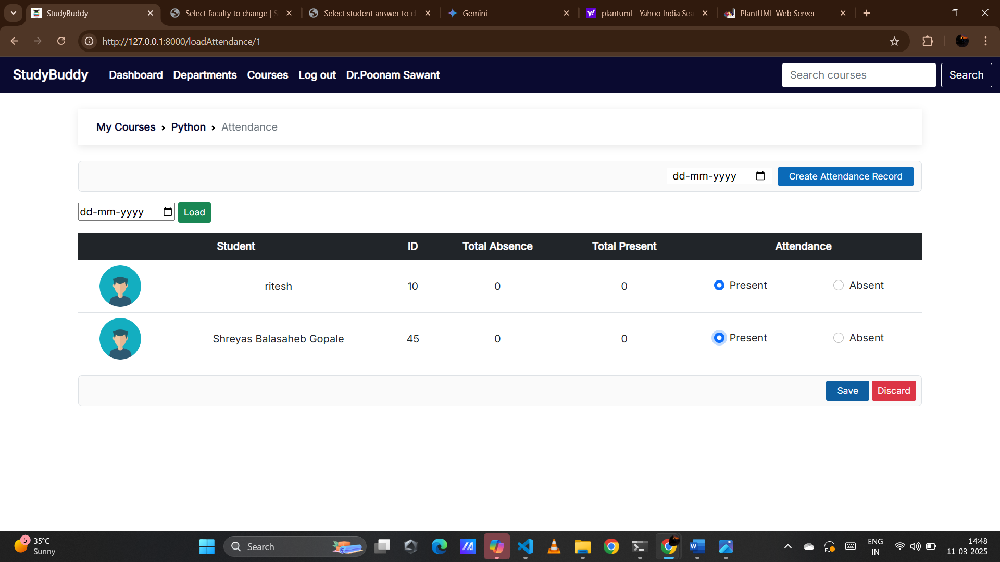 StudyBuddy
Select faculty to change | S
Select student answer to cl
Gemini
plantuml - Yahoo India Sea
PlantUML Web Server
http://127.0.0.1:8000/loadAttendance/1
StudyBuddy Dashboard Departments Courses Log out Dr.Poonam Sawant Search courses Search
My Courses › Python › Attendance
dd-mm-yyyy Create Attendance Record
dd-mm-yyyy Load
Student ID Total Absence Total Present Attendance
ritesh 10 0 0 Present Absent
Shreyas Balasaheb Gopale 45 0 0 Present Absent
Save Discard
5 35°C
Sunny
Search
ENG
IN
14:48
11-03-2025